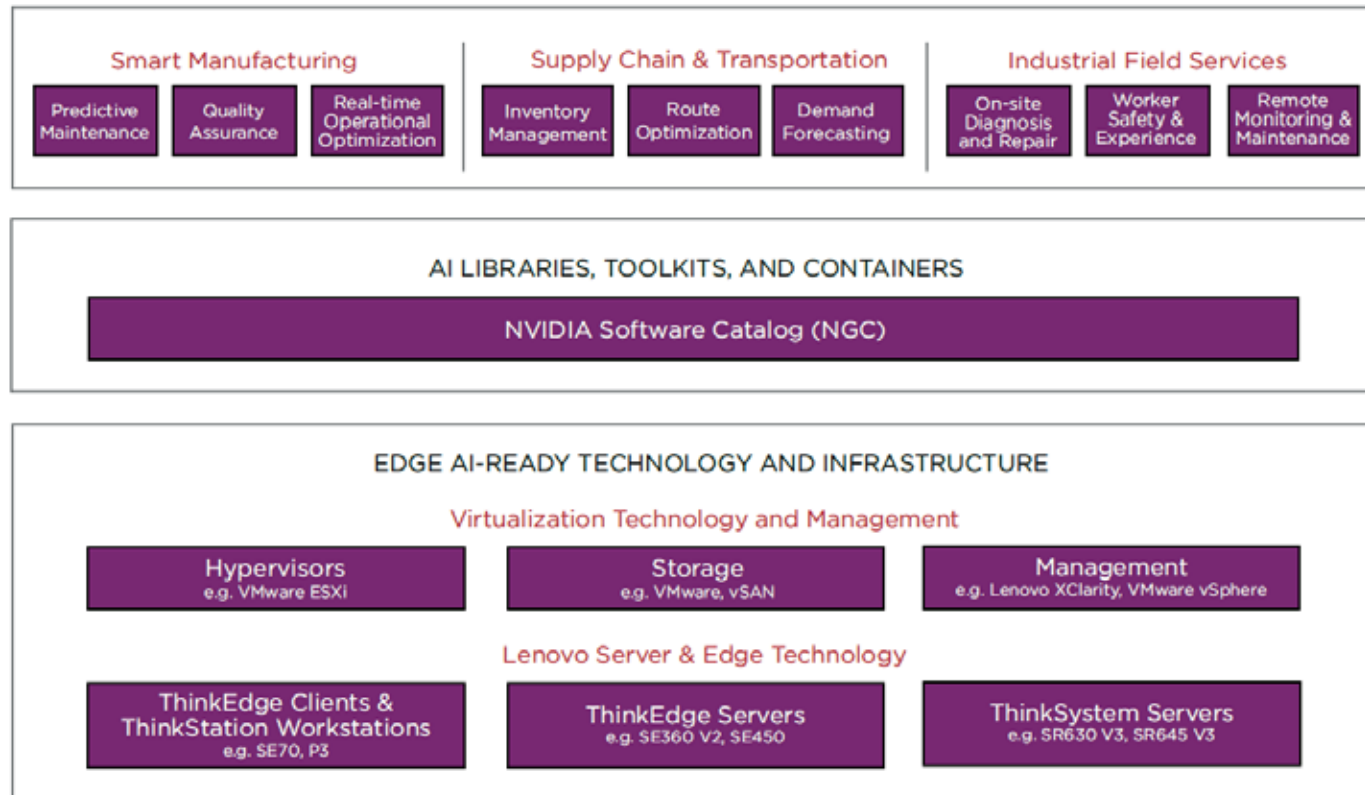 Smart Manufacturing
Supply Chain & Transportation
Industrial Field Services
Predictive
Maintenance
Quality
Assurance
Real-time
Operational
Optimization
Inventory
Management
Route
Optimization
Demand
Forecasting
On-site
Diagnosis
and Repair
Worker
Safety &
Experience
Remote
Monitoring &
Maintenance
AI LIBRARIES, TOOLKITS, AND CONTAINERS
NVIDIA Software Catalog (NGC)
EDGE AI-READY TECHNOLOGY AND INFRASTRUCTURE
Virtualization Technology and Management
Hypervisors
e.g. VMware ESXi
Storage
e.g. VMware, vSAN
Management
e.g. Lenovo XClarity, VMware vSphere
Lenovo Server & Edge Technology
ThinkEdge Clients &
ThinkStation Workstations
e.g. SE70, P3
ThinkEdge Servers
e.g. SE360 V2, SE450
ThinkSystem Servers
e.g. SR630 V3, SR645 V3